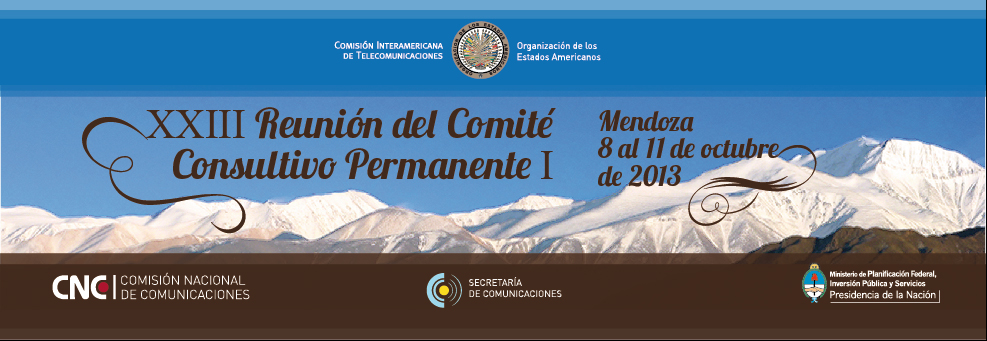 COMISIÓN INTERAMERICANA
DE TELECOMUNICACIONES
Organización de los
Estados Americanos
XXIII Reunión del Comité
Consultivo Permanente I
Mendoza
8 al 11 de octubre
de 2013
CNC COMISIÓN NACIONAL
DE COMUNICACIONES
SECRETARÍA
DE COMUNICACIONES
Ministerio de Planificación Federal,
Inversión Pública y Servicios
Presidencia de la Nación